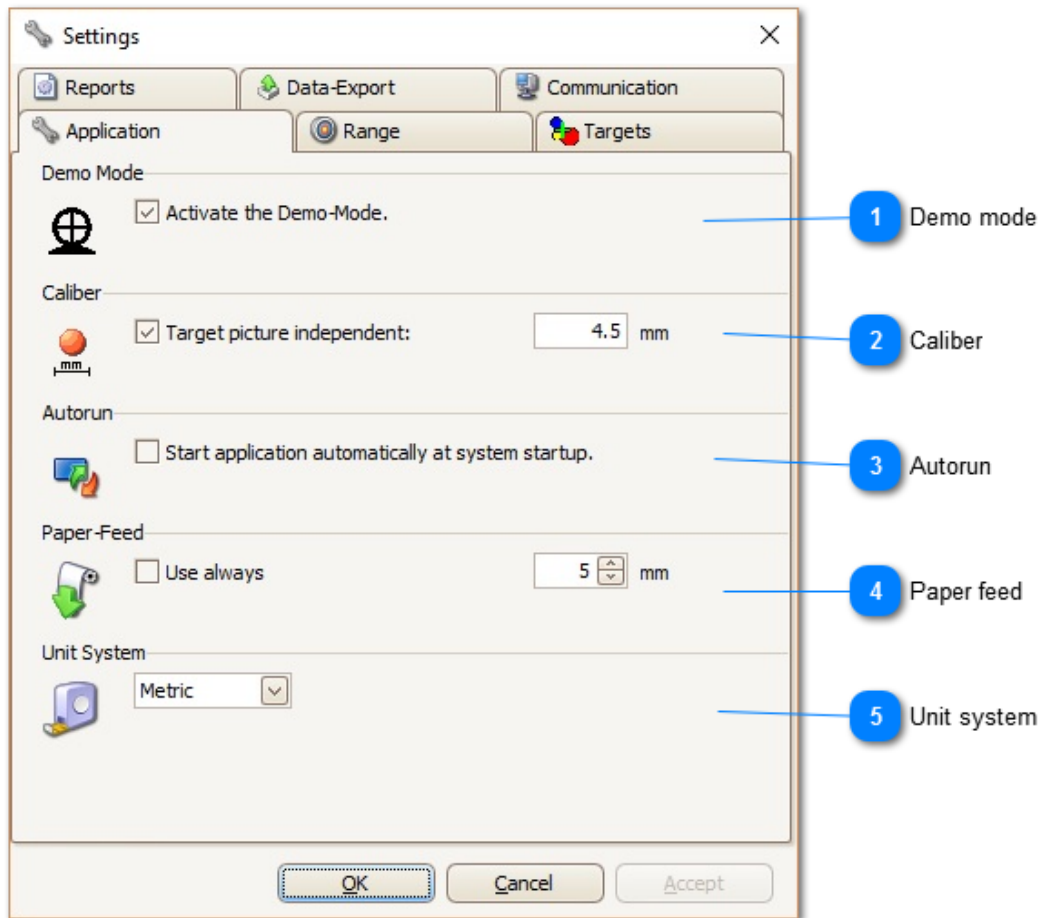 Settings
Reports
Data-Export
Communication
Application
Range
Targets
Demo Mode
Activate the Demo-Mode.
1 Demo mode
Caliber
Target picture independent: 4.5 mm
2 Caliber
mm
Autorun
Start application automatically at system startup.
3 Autorun
Paper-Feed
Use always 5 mm
4 Paper feed
Unit System
Metric
5 Unit system
OK Cancel Accept